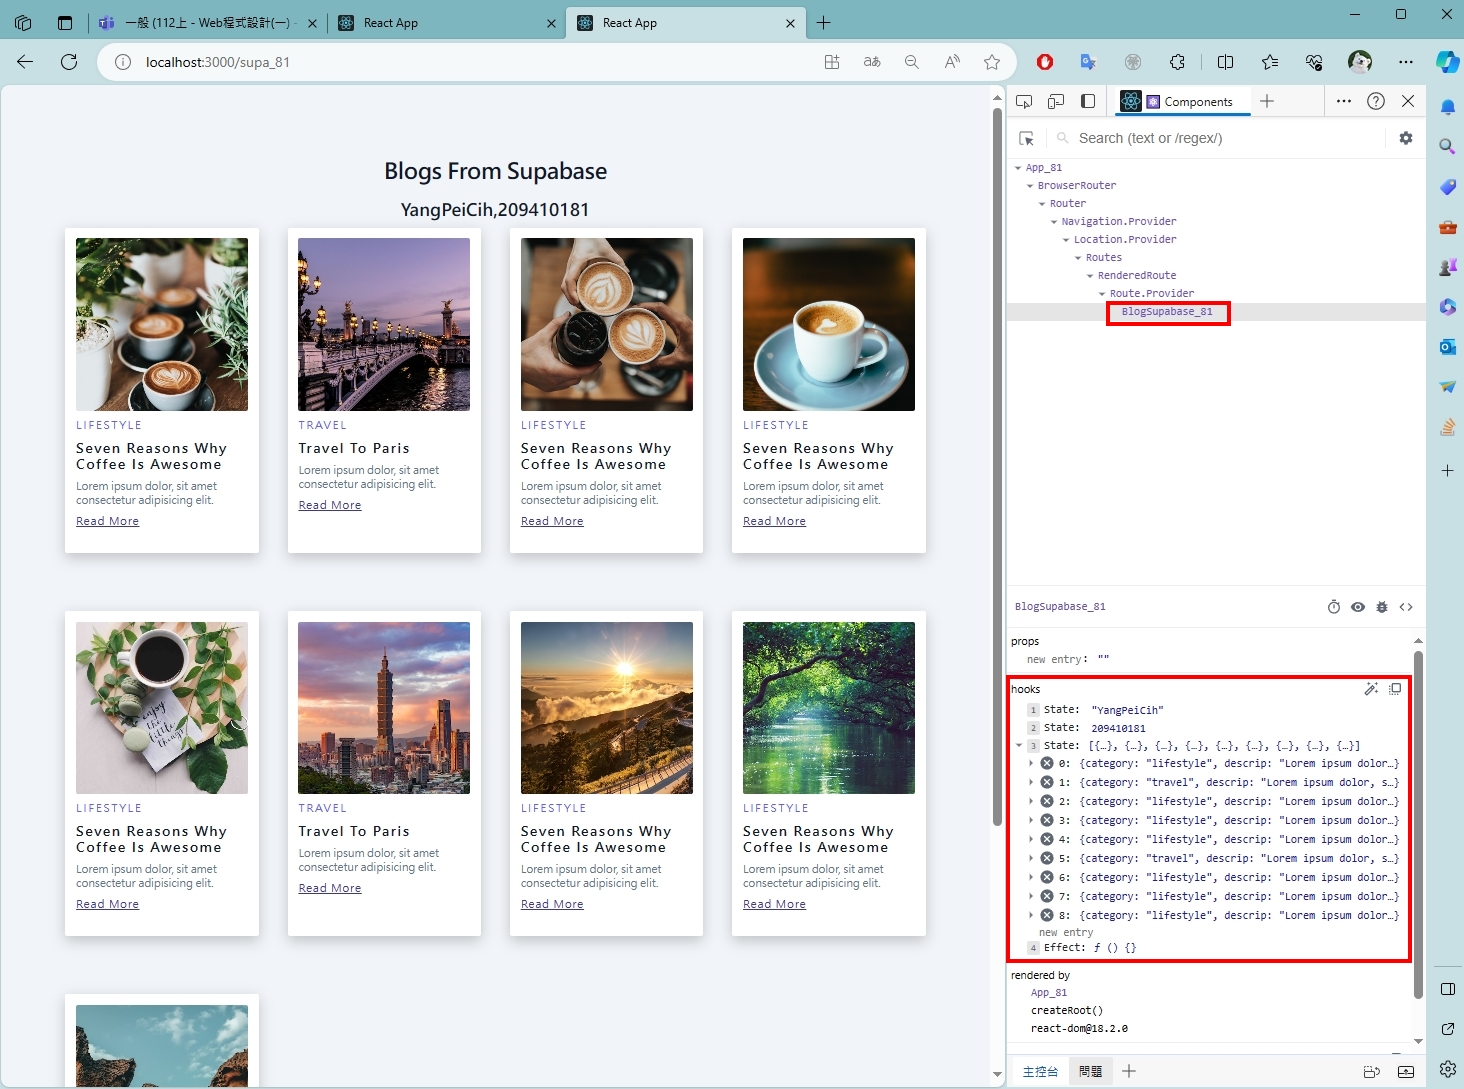 一般 (112上 - Web程式設計(一) -
React App
React App
localhost:3000/supa_81
aあ
Components
Search (text or /regex/)
App_81
BrowserRouter
Router
Navigation.Provider
Location.Provider
Routes
RenderedRoute
Route.Provider
BlogSupabase_81
Blogs From Supabase
YangPeiCih,209410181
LIFESTYLE
Seven Reasons Why
Coffee Is Awesome
Lorem ipsum dolor, sit amet
consectetur adipisicing elit.
Read More
TRAVEL
Travel To Paris
Lorem ipsum dolor, sit amet
consectetur adipisicing elit.
Read More
LIFESTYLE
Seven Reasons Why
Coffee Is Awesome
Lorem ipsum dolor, sit amet
consectetur adipisicing elit.
Read More
LIFESTYLE
Seven Reasons Why
Coffee Is Awesome
Lorem ipsum dolor, sit amet
consectetur adipisicing elit.
Read More
enjoy
the
little
things
LIFESTYLE
Seven Reasons Why
Coffee Is Awesome
Lorem ipsum dolor, sit amet
consectetur adipisicing elit.
Read More
TRAVEL
Travel To Paris
Lorem ipsum dolor, sit amet
consectetur adipisicing elit.
Read More
LIFESTYLE
Seven Reasons Why
Coffee Is Awesome
Lorem ipsum dolor, sit amet
consectetur adipisicing elit.
Read More
LIFESTYLE
Seven Reasons Why
Coffee Is Awesome
Lorem ipsum dolor, sit amet
consectetur adipisicing elit.
Read More
BlogSupabase_81
props
new entry: ""
hooks
1 State: "YangPeiCih"
2 State: 209410181
3 State: [{…}, {…}, {…}, {…}, {…}, {…}, {…}, {…}, {…}]
0: {category: "lifestyle", descrip: "Lorem ipsum dolor…}
1: {category: "travel", descrip: "Lorem ipsum dolor, s…}
2: {category: "lifestyle", descrip: "Lorem ipsum dolor…}
3: {category: "lifestyle", descrip: "Lorem ipsum dolor…}
4: {category: "lifestyle", descrip: "Lorem ipsum dolor…}
5: {category: "travel", descrip: "Lorem ipsum dolor, s…}
6: {category: "lifestyle", descrip: "Lorem ipsum dolor…}
7: {category: "lifestyle", descrip: "Lorem ipsum dolor…}
8: {category: "lifestyle", descrip: "Lorem ipsum dolor…}
new entry
4 Effect: ƒ () {}
rendered by
App_81
createRoot()
react-dom@18.2.0
主控台 問題